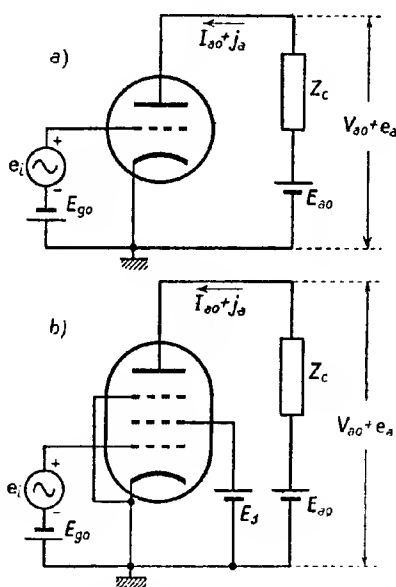 a)
I_ao + j_a
Z_c
V_ao + e_a
+
e_i
-
E_go
E_ao
b)
I_ao + j_a
Z_c
V_ao + e_a
+
e_i
-
E_go
E_s
E_ao